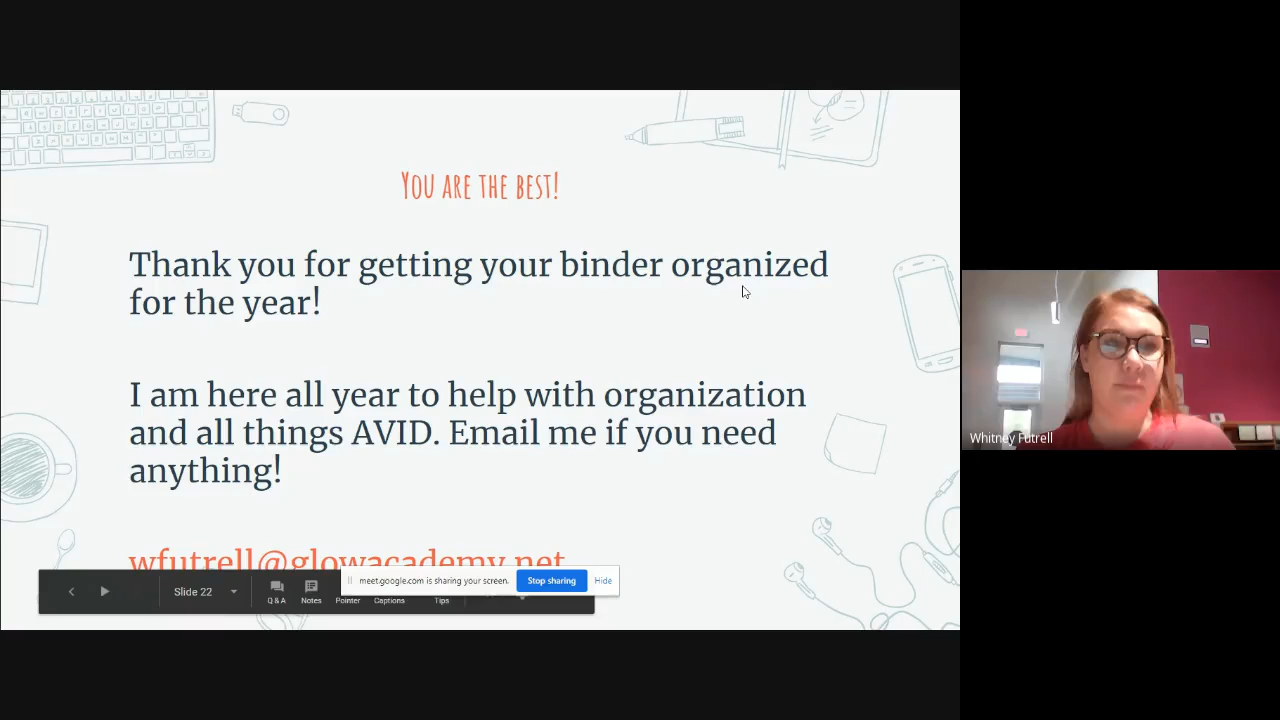 You are the best!
Thank you for getting your binder organized
for the year!
I am here all year to help with organization
and all things AVID. Email me if you need
anything!
wfutrell@glowacademy.net
meet.google.com is sharing your screen.
Stop sharing
Hide
Slide 22
Q & A
Notes
Pointer
Captions
Tips
Whitney Futrell